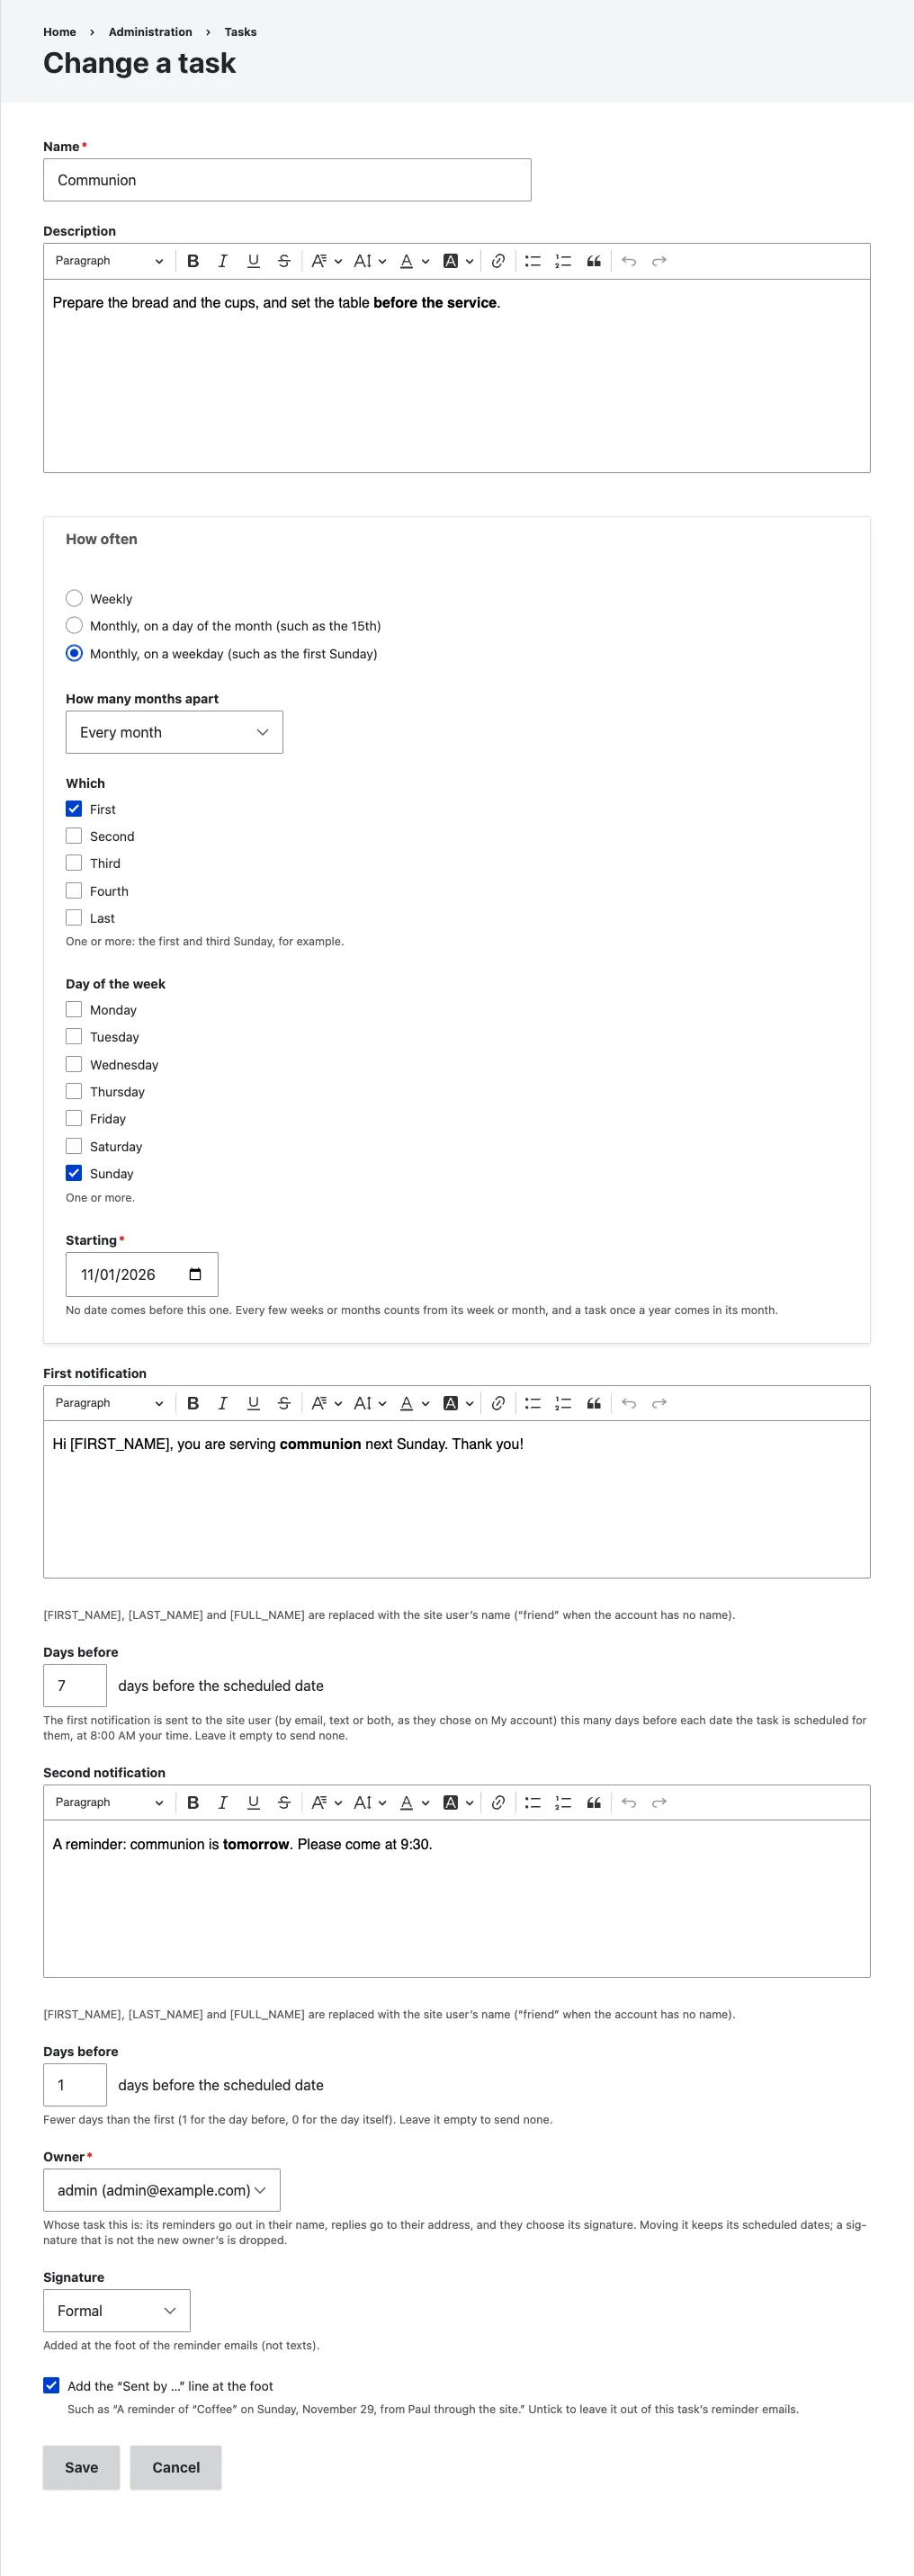 Home › Administration › Tasks
Change a task
Name*
Communion
Description
Paragraph
Prepare the bread and the cups, and set the table before the service.
How often
Weekly
Monthly, on a day of the month (such as the 15th)
Monthly, on a weekday (such as the first Sunday)
How many months apart
Every month
Which
First
Second
Third
Fourth
Last
One or more: the first and third Sunday, for example.
Day of the week
Monday
Tuesday
Wednesday
Thursday
Friday
Saturday
Sunday
One or more.
Starting*
11/01/2026
No date comes before this one. Every few weeks or months counts from its week or month, and a task once a year comes in its month.
First notification
Paragraph
Hi [FIRST_NAME], you are serving communion next Sunday. Thank you!
[FIRST_NAME], [LAST_NAME] and [FULL_NAME] are replaced with the site user’s name (“friend” when the account has no name).
Days before
7 days before the scheduled date
The first notification is sent to the site user (by email, text or both, as they chose on My account) this many days before each date the task is scheduled for
them, at 8:00 AM your time. Leave it empty to send none.
Second notification
Paragraph
A reminder: communion is tomorrow. Please come at 9:30.
[FIRST_NAME], [LAST_NAME] and [FULL_NAME] are replaced with the site user’s name (“friend” when the account has no name).
Days before
1 days before the scheduled date
Fewer days than the first (1 for the day before, 0 for the day itself). Leave it empty to send none.
Owner*
admin (admin@example.com)
Whose task this is: its reminders go out in their name, replies go to their address, and they choose its signature. Moving it keeps its scheduled dates; a sig-
nature that is not the new owner’s is dropped.
Signature
Formal
Added at the foot of the reminder emails (not texts).
Add the “Sent by …” line at the foot
Such as “A reminder of “Coffee” on Sunday, November 29, from Paul through the site.” Untick to leave it out of this task’s reminder emails.
Save Cancel